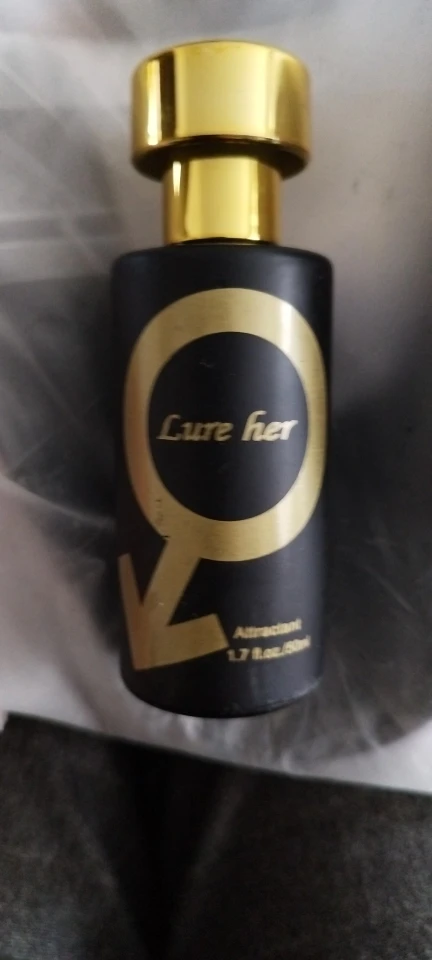 Lure her
Attractant
1.7 fl.oz./50ml